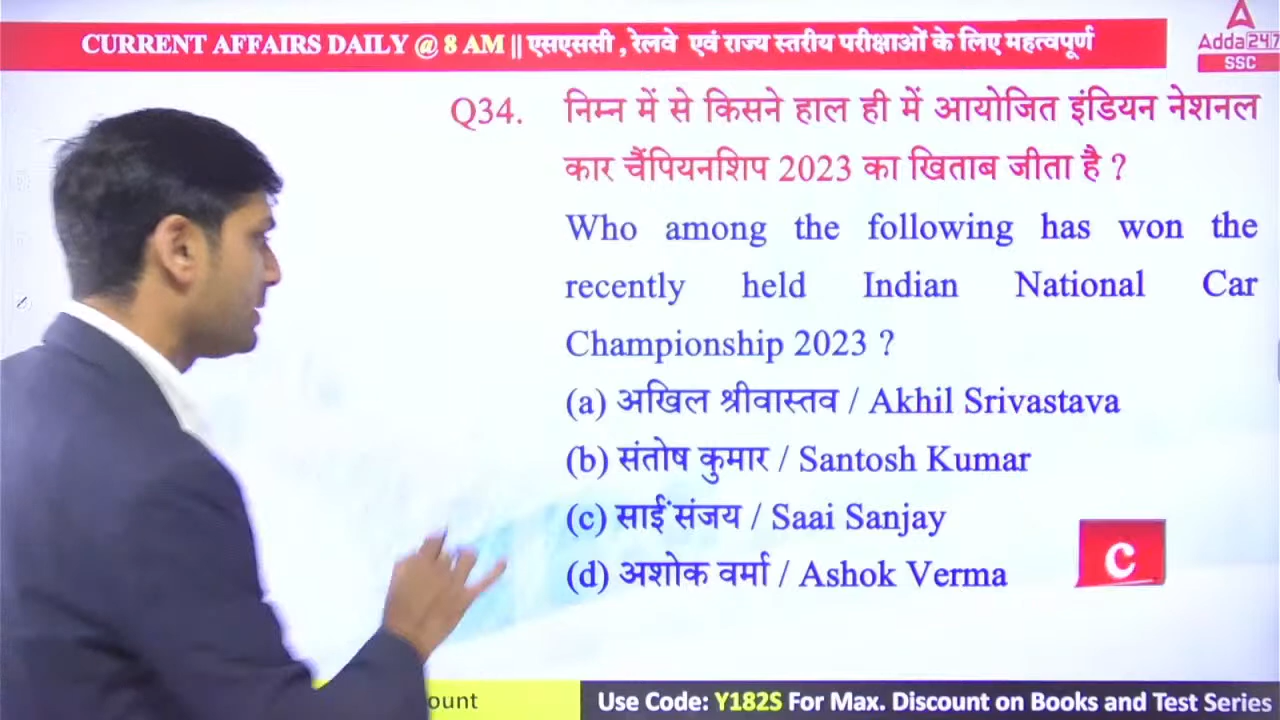 CURRENT AFFAIRS DAILY @ 8 AM || एसएससी , रेलवे एवं राज्य स्तरीय परीक्षाओं के लिए महत्वपूर्ण
Adda247
SSC
Q34. निम्न में से किसने हाल ही में आयोजित इंडियन नेशनल
कार चैंपियनशिप 2023 का खिताब जीता है ?
Who among the following has won the
recently held Indian National Car
Championship 2023 ?
(a) अखिल श्रीवास्तव / Akhil Srivastava
(b) संतोष कुमार / Santosh Kumar
(c) साईं संजय / Saai Sanjay
(d) अशोक वर्मा / Ashok Verma
C
ount
Use Code: Y182S For Max. Discount on Books and Test Series